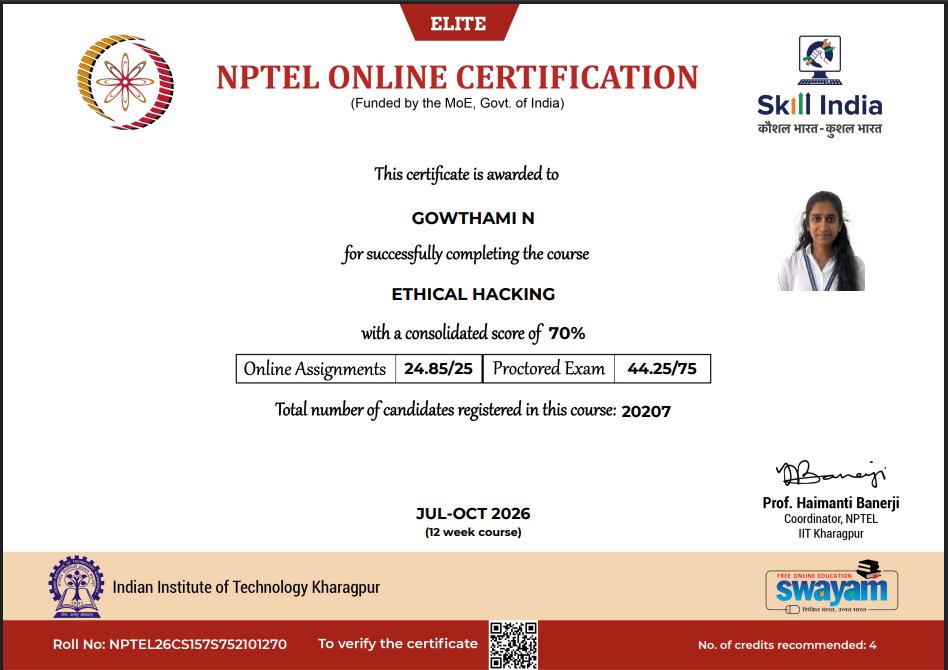 ELITE
NPTEL ONLINE CERTIFICATION
(Funded by the MoE, Govt. of India)
Skill India
कौशल भारत - कुशल भारत
This certificate is awarded to
GOWTHAMI N
for successfully completing the course
ETHICAL HACKING
with a consolidated score of 70%
Online Assignments 24.85/25 Proctored Exam 44.25/75
Total number of candidates registered in this course: 20207
JUL-OCT 2026
(12 week course)
Prof. Haimanti Banerji
Coordinator, NPTEL
IIT Kharagpur
Indian Institute of Technology Kharagpur
FREE ONLINE EDUCATION
swayam
शिक्षित भारत, उन्नत भारत
Roll No: NPTEL26CS157S752101270 To verify the certificate No. of credits recommended: 4